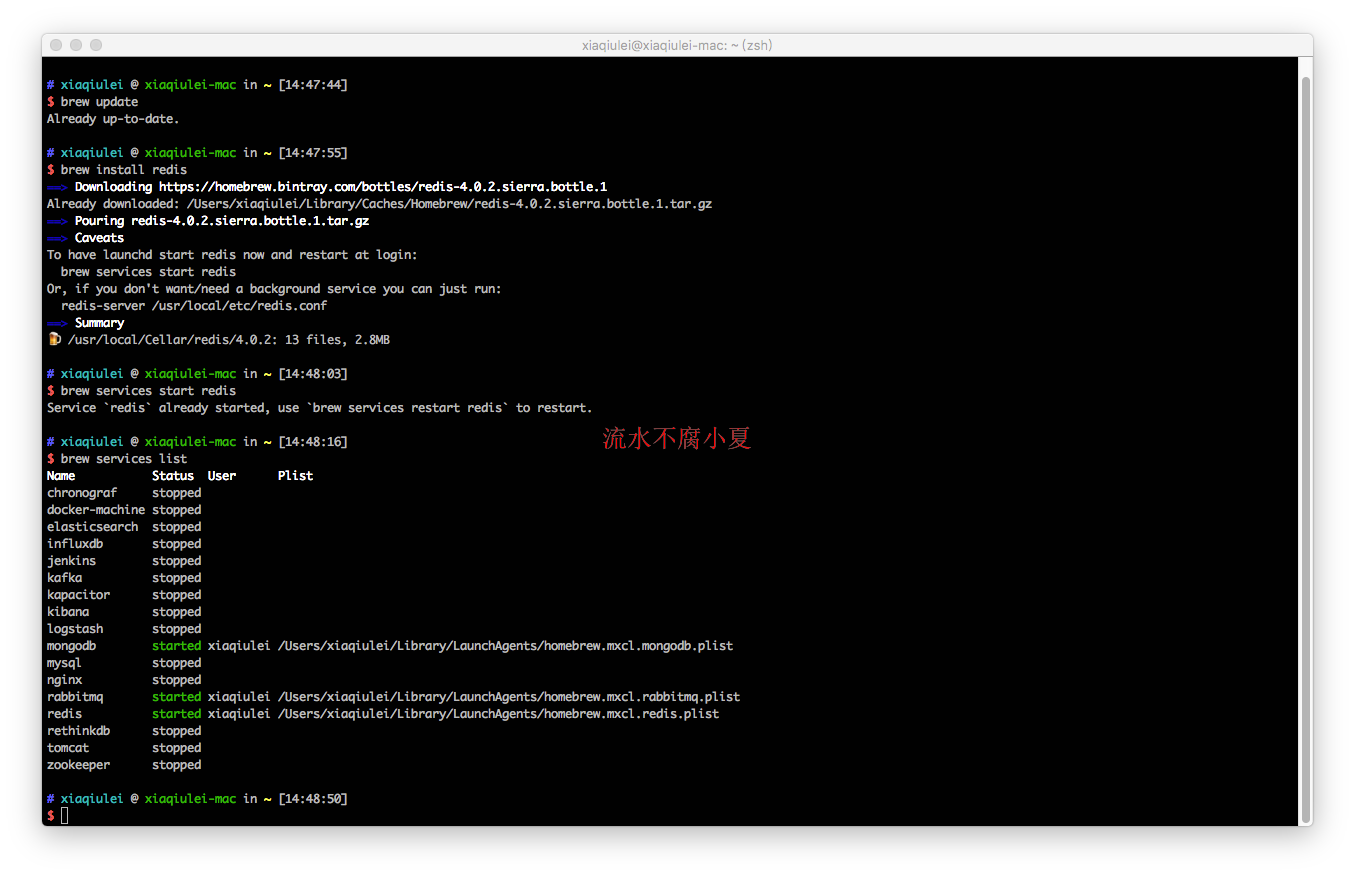 xiaqiulei@xiaqiulei-mac: ~ (zsh)
# xiaqiulei @ xiaqiulei-mac in ~ [14:47:44]
$ brew update
Already up-to-date.
# xiaqiulei @ xiaqiulei-mac in ~ [14:47:55]
$ brew install redis
==> Downloading https://homebrew.bintray.com/bottles/redis-4.0.2.sierra.bottle.1
Already downloaded: /Users/xiaqiulei/Library/Caches/Homebrew/redis-4.0.2.sierra.bottle.1.tar.gz
==> Pouring redis-4.0.2.sierra.bottle.1.tar.gz
==> Caveats
To have launchd start redis now and restart at login:
  brew services start redis
Or, if you don't want/need a background service you can just run:
  redis-server /usr/local/etc/redis.conf
==> Summary
🍺 /usr/local/Cellar/redis/4.0.2: 13 files, 2.8MB
# xiaqiulei @ xiaqiulei-mac in ~ [14:48:03]
$ brew services start redis
Service `redis` already started, use `brew services restart redis` to restart.
流水不腐小夏
# xiaqiulei @ xiaqiulei-mac in ~ [14:48:16]
$ brew services list
Name           Status  User      Plist
chronograf     stopped
docker-machine stopped
elasticsearch  stopped
influxdb       stopped
jenkins        stopped
kafka          stopped
kapacitor      stopped
kibana         stopped
logstash       stopped
mongodb        started xiaqiulei /Users/xiaqiulei/Library/LaunchAgents/homebrew.mxcl.mongodb.plist
mysql          stopped
nginx          stopped
rabbitmq       started xiaqiulei /Users/xiaqiulei/Library/LaunchAgents/homebrew.mxcl.rabbitmq.plist
redis          started xiaqiulei /Users/xiaqiulei/Library/LaunchAgents/homebrew.mxcl.redis.plist
rethinkdb      stopped
tomcat         stopped
zookeeper      stopped
# xiaqiulei @ xiaqiulei-mac in ~ [14:48:50]
$